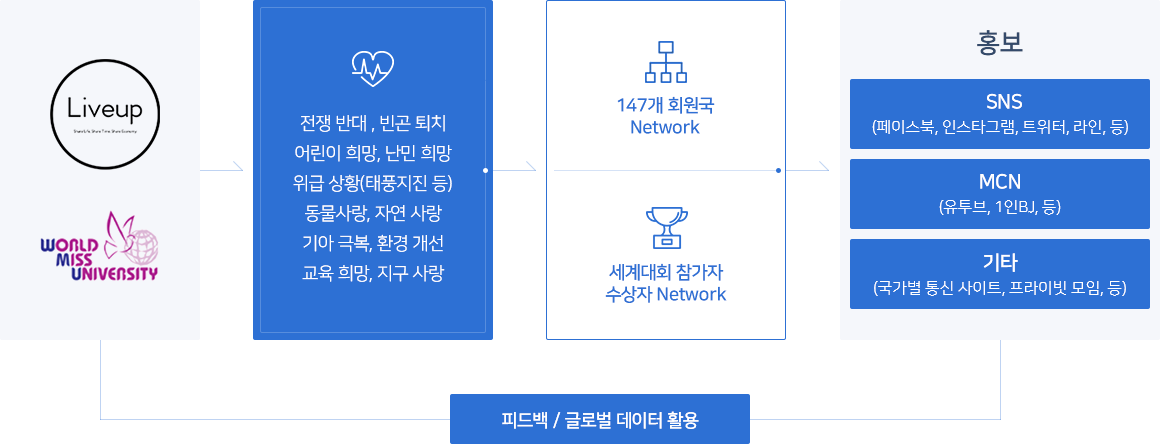 Liveup
Share Life, Share Time, Share Economy
WORLD
MISS
UNIVERSITY
전쟁 반대 , 빈곤 퇴치
어린이 희망, 난민 희망
위급 상황(태풍지진 등)
동물사랑, 자연 사랑
기아 극복, 환경 개선
교육 희망, 지구 사랑
147개 회원국
Network
세계대회 참가자
수상자 Network
홍보
SNS
(페이스북, 인스타그램, 트위터, 라인, 등)
MCN
(유투브, 1인BJ, 등)
기타
(국가별 통신 사이트, 프라이빗 모임, 등)
피드백 / 글로벌 데이터 활용